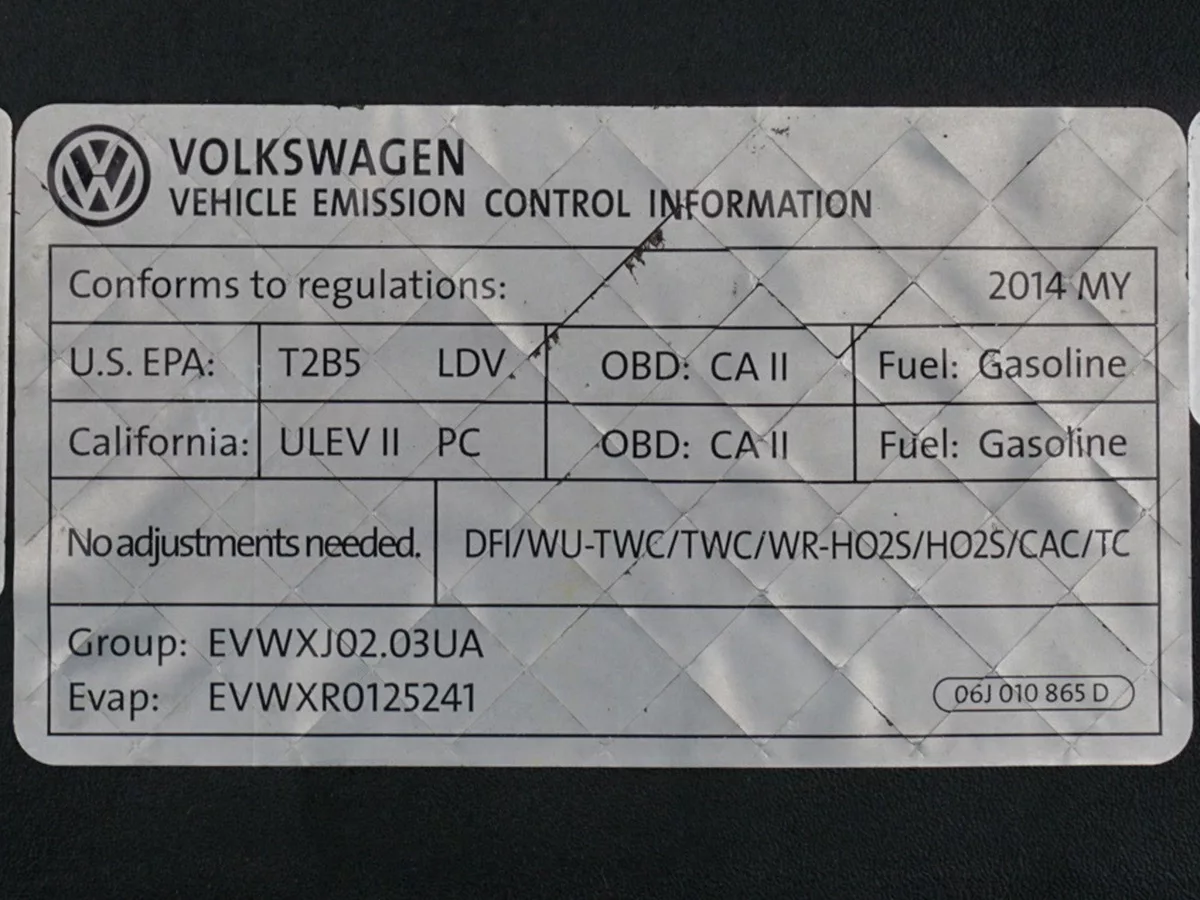 VOLKSWAGEN
VEHICLE EMISSION CONTROL INFORMATION
Conforms to regulations: 2014 MY
U.S. EPA: T2B5 LDV OBD: CA II Fuel: Gasoline
California: ULEV II PC OBD: CA II Fuel: Gasoline
No adjustments needed. DFI/WU-TWC/TWC/WR-HO2S/HO2S/CAC/TC
Group: EVWXJ02.03UA
Evap: EVWXR0125241 06J 010 865 D